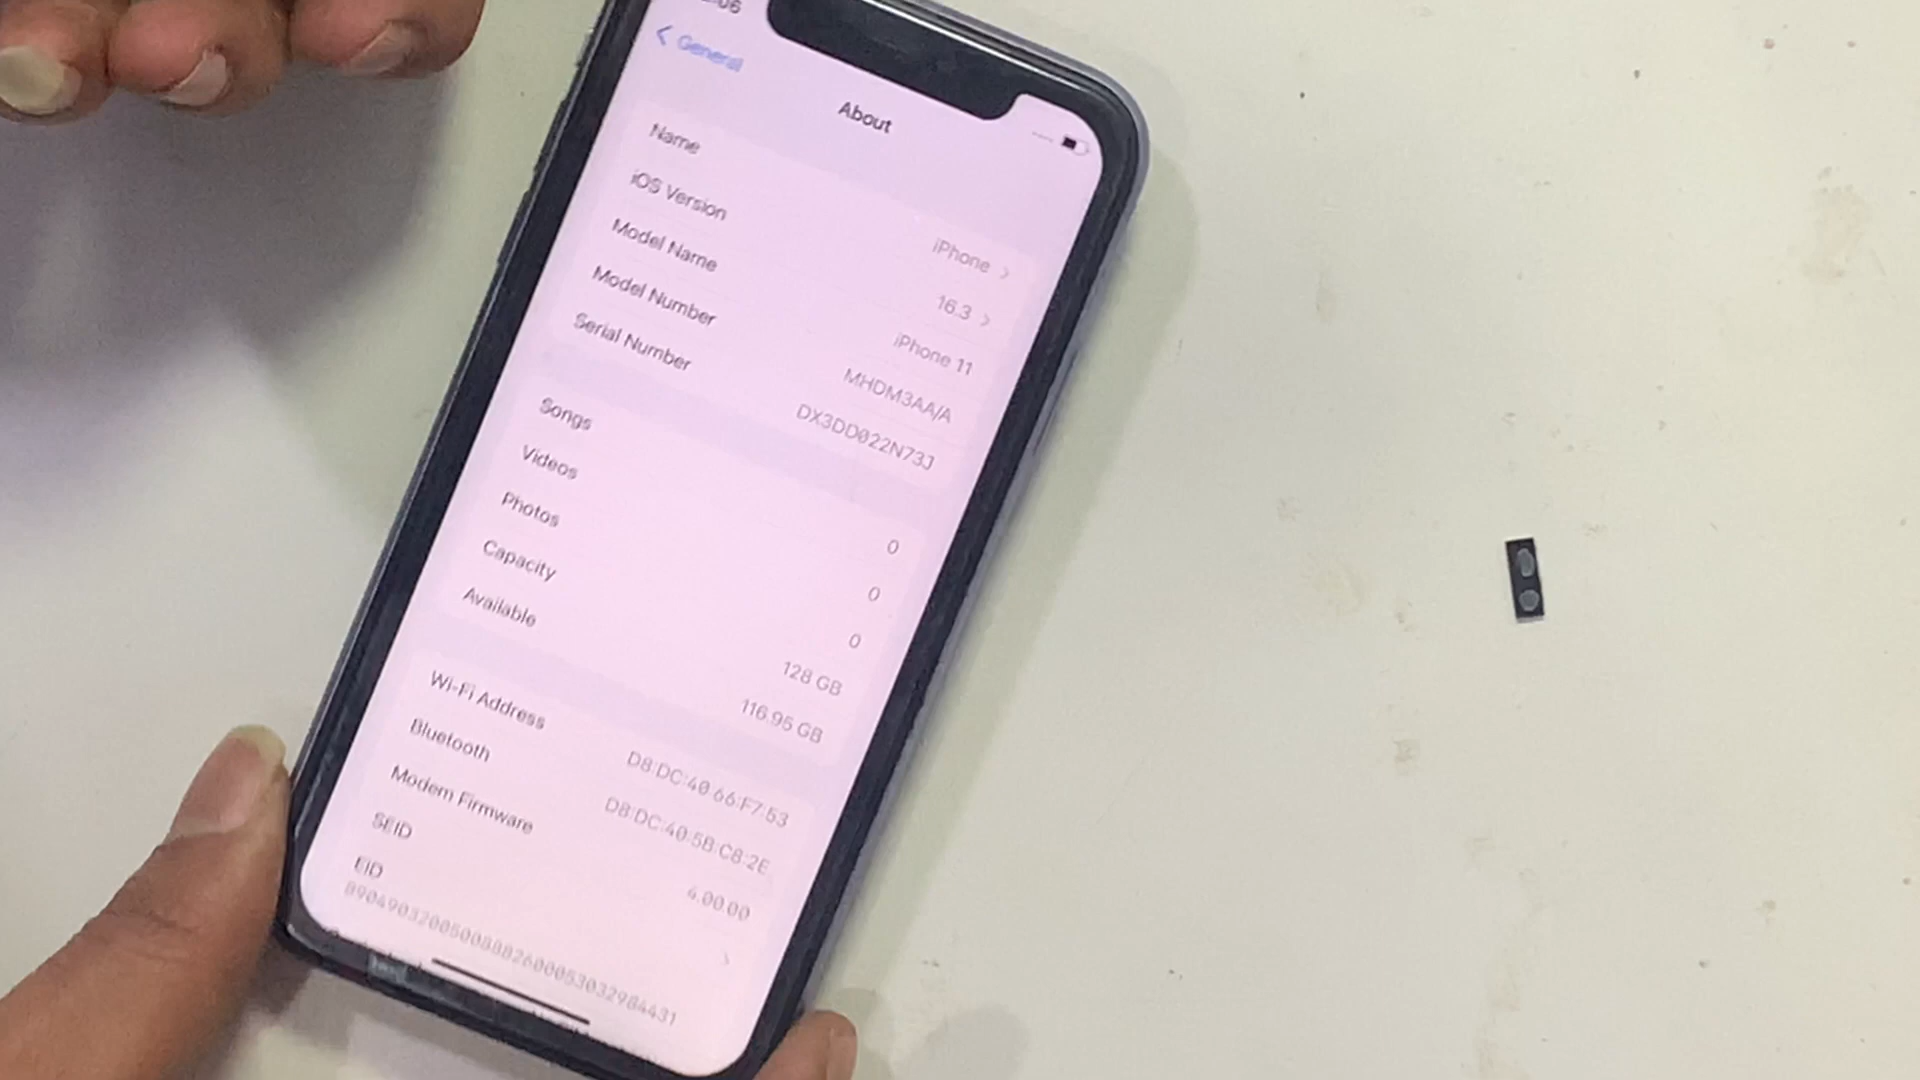 General
About
Name iPhone
iOS Version 16.3
Model Name iPhone 11
Model Number MHDM3AA/A
Serial Number DX3DD022N73J
Songs 0
Videos 0
Photos 0
Capacity 128 GB
Available 116.95 GB
Wi-Fi Address D8:DC:40:66:F7:53
Bluetooth D8:DC:40:5B:C8:2E
Modem Firmware 4.00.00
SEID
EID